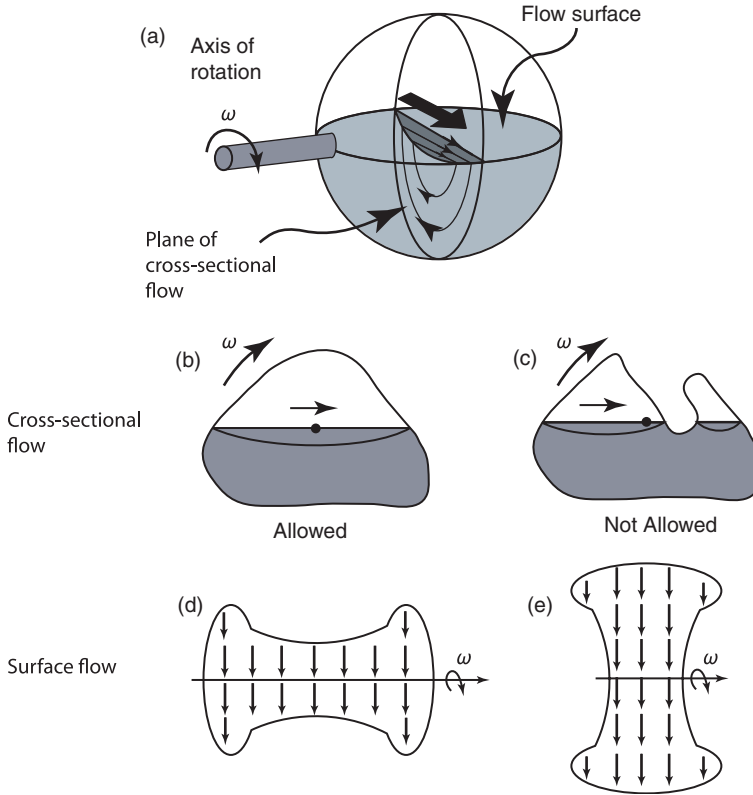 (a)
Axis of
rotation
ω
Flow surface
Plane of
cross-sectional
flow
(b)
ω
(c)
ω
Cross-sectional
flow
Allowed
Not Allowed
(d)
ω
(e)
ω
Surface flow